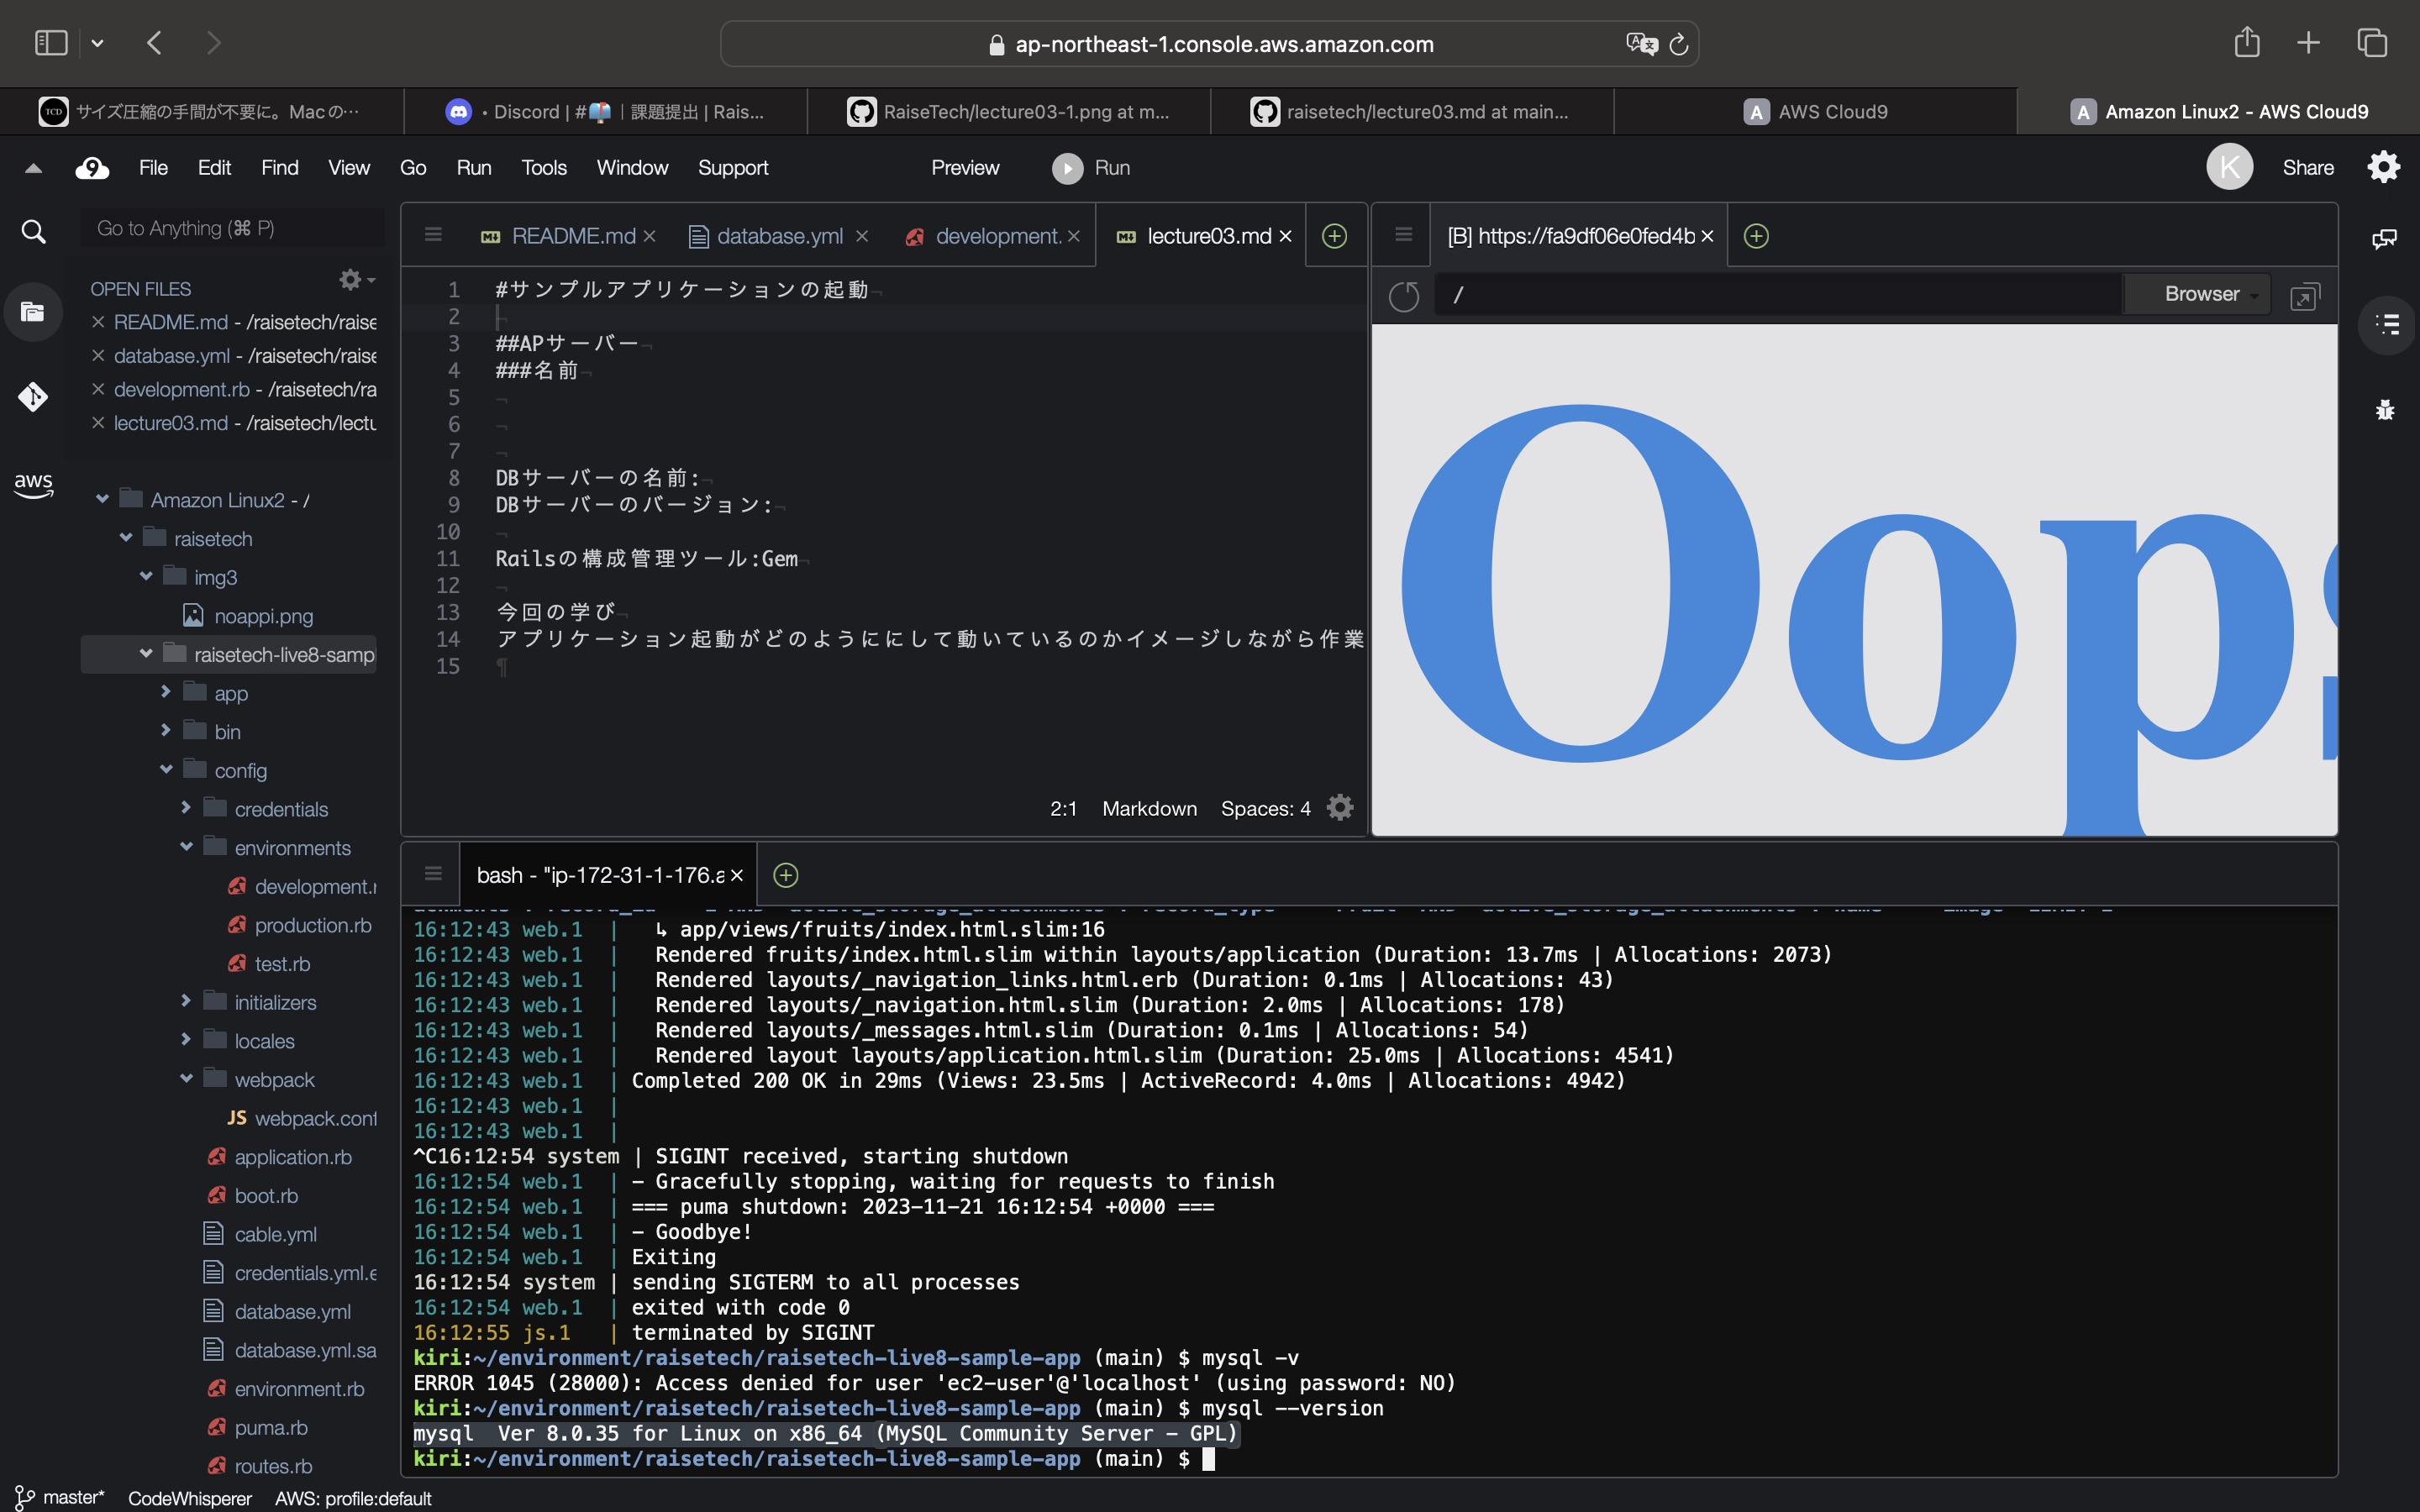 ap-northeast-1.console.aws.amazon.com
サイズ圧縮の手間が不要に。Macの…
• Discord | #📬｜課題提出 | Rais...
RaiseTech/lecture03-1.png at m...
raisetech/lecture03.md at main...
A AWS Cloud9
A Amazon Linux2 - AWS Cloud9
9 File Edit Find View Go Run Tools Window Support Preview Run K Share
Go to Anything (⌘ P)
OPEN FILES
README.md - /raisetech/raise
database.yml - /raisetech/raise
development.rb - /raisetech/ra
lecture03.md - /raisetech/lectu
aws
Amazon Linux2 - /
raisetech
img3
noappi.png
raisetech-live8-samp
app
bin
config
credentials
environments
development.r
production.rb
test.rb
initializers
locales
webpack
JS webpack.conf
application.rb
boot.rb
cable.yml
credentials.yml.e
database.yml
database.yml.sa
environment.rb
puma.rb
routes.rb
README.md
database.yml
development.
lecture03.md
1 #サンプルアプリケーションの起動
2
3 ##APサーバー
4 ###名前
5
6
7
8 DBサーバーの名前:
9 DBサーバーのバージョン:
10
11 Railsの構成管理ツール:Gem
12
13 今回の学び
14 アプリケーション起動がどのようににして動いているのかイメージしながら作業
15
2:1 Markdown Spaces: 4
[B] https://fa9df06e0fed4b
/ Browser
Oops
bash - "ip-172-31-1-176.a
16:12:43 web.1 | ↳ app/views/fruits/index.html.slim:16
16:12:43 web.1 | Rendered fruits/index.html.slim within layouts/application (Duration: 13.7ms | Allocations: 2073)
16:12:43 web.1 | Rendered layouts/_navigation_links.html.erb (Duration: 0.1ms | Allocations: 43)
16:12:43 web.1 | Rendered layouts/_navigation.html.slim (Duration: 2.0ms | Allocations: 178)
16:12:43 web.1 | Rendered layouts/_messages.html.slim (Duration: 0.1ms | Allocations: 54)
16:12:43 web.1 | Rendered layout layouts/application.html.slim (Duration: 25.0ms | Allocations: 4541)
16:12:43 web.1 | Completed 200 OK in 29ms (Views: 23.5ms | ActiveRecord: 4.0ms | Allocations: 4942)
16:12:43 web.1 |
16:12:43 web.1 |
^C16:12:54 system | SIGINT received, starting shutdown
16:12:54 web.1 | - Gracefully stopping, waiting for requests to finish
16:12:54 web.1 | === puma shutdown: 2023-11-21 16:12:54 +0000 ===
16:12:54 web.1 | - Goodbye!
16:12:54 web.1 | Exiting
16:12:54 system | sending SIGTERM to all processes
16:12:54 web.1 | exited with code 0
16:12:55 js.1 | terminated by SIGINT
kiri:~/environment/raisetech/raisetech-live8-sample-app (main) $ mysql -v
ERROR 1045 (28000): Access denied for user 'ec2-user'@'localhost' (using password: NO)
kiri:~/environment/raisetech/raisetech-live8-sample-app (main) $ mysql --version
mysql  Ver 8.0.35 for Linux on x86_64 (MySQL Community Server - GPL)
kiri:~/environment/raisetech/raisetech-live8-sample-app (main) $
master* CodeWhisperer AWS: profile:default